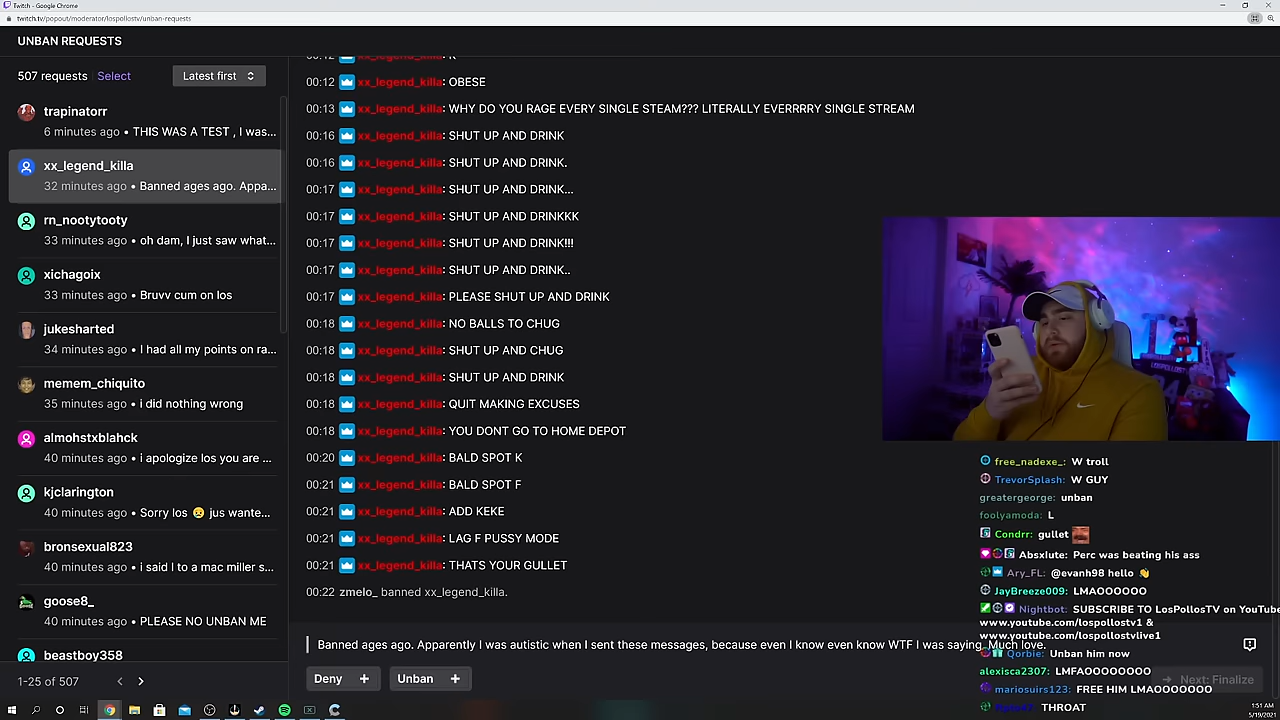 Twitch - Google Chrome
twitch.tv/popout/moderator/lospollostv/unban-requests
UNBAN REQUESTS
507 requests Select Latest first
trapinatorr
6 minutes ago • THIS WAS A TEST , I was...
xx_legend_killa
32 minutes ago • Banned ages ago. Appa...
rn_nootytooty
33 minutes ago • oh dam, I just saw what...
xichagoix
33 minutes ago • Bruvv cum on los
jukesharted
34 minutes ago • I had all my points on ra...
memem_chiquito
35 minutes ago • i did nothing wrong
almohstxblahck
40 minutes ago • i apologize los you are ...
kjclarington
40 minutes ago • Sorry los 😢 jus wante...
bronsexual823
40 minutes ago • i said l to a mac miller s...
goose8_
41 minutes ago • PLEASE NO UNBAN ME
beastboy358
1-25 of 507
00:12 xx_legend_killa: K
00:12 xx_legend_killa: OBESE
00:13 xx_legend_killa: WHY DO YOU RAGE EVERY SINGLE STEAM??? LITERALLY EVERRRRY SINGLE STREAM
00:16 xx_legend_killa: SHUT UP AND DRINK
00:16 xx_legend_killa: SHUT UP AND DRINK.
00:17 xx_legend_killa: SHUT UP AND DRINK...
00:17 xx_legend_killa: SHUT UP AND DRINKKK
00:17 xx_legend_killa: SHUT UP AND DRINK!!!
00:17 xx_legend_killa: SHUT UP AND DRINK..
00:17 xx_legend_killa: PLEASE SHUT UP AND DRINK
00:18 xx_legend_killa: NO BALLS TO CHUG
00:18 xx_legend_killa: SHUT UP AND CHUG
00:18 xx_legend_killa: SHUT UP AND DRINK
00:18 xx_legend_killa: QUIT MAKING EXCUSES
00:18 xx_legend_killa: YOU DONT GO TO HOME DEPOT
00:20 xx_legend_killa: BALD SPOT K
00:21 xx_legend_killa: BALD SPOT F
00:21 xx_legend_killa: ADD KEKE
00:21 xx_legend_killa: LAG F PUSSY MODE
00:21 xx_legend_killa: THATS YOUR GULLET
00:22 zmelo_ banned xx_legend_killa.
Banned ages ago. Apparently I was autistic when I sent these messages, because even I know even know WTF I was saying. Much love.
Deny + Unban + Next: Finalize
free_nadexe_: W troll
TrevorSplash: W GUY
greatergeorge: unban
foolyamoda: L
Condrr: gullet
Absxlute: Perc was beating his ass
Ary_FL: @evanh98 hello 👋
JayBreeze009: LMAOOOOOO
Nightbot: SUBSCRIBE TO LosPollosTV on YouTube
www.youtube.com/lospollostv1 &
www.youtube.com/lospollostvlive1
Qorbie: Unban him now
alexisca2307: LMFAOOOOOOO
mariosuirs123: FREE HIM LMAOOOOOOO
THROAT
1:51 AM
5/19/2021